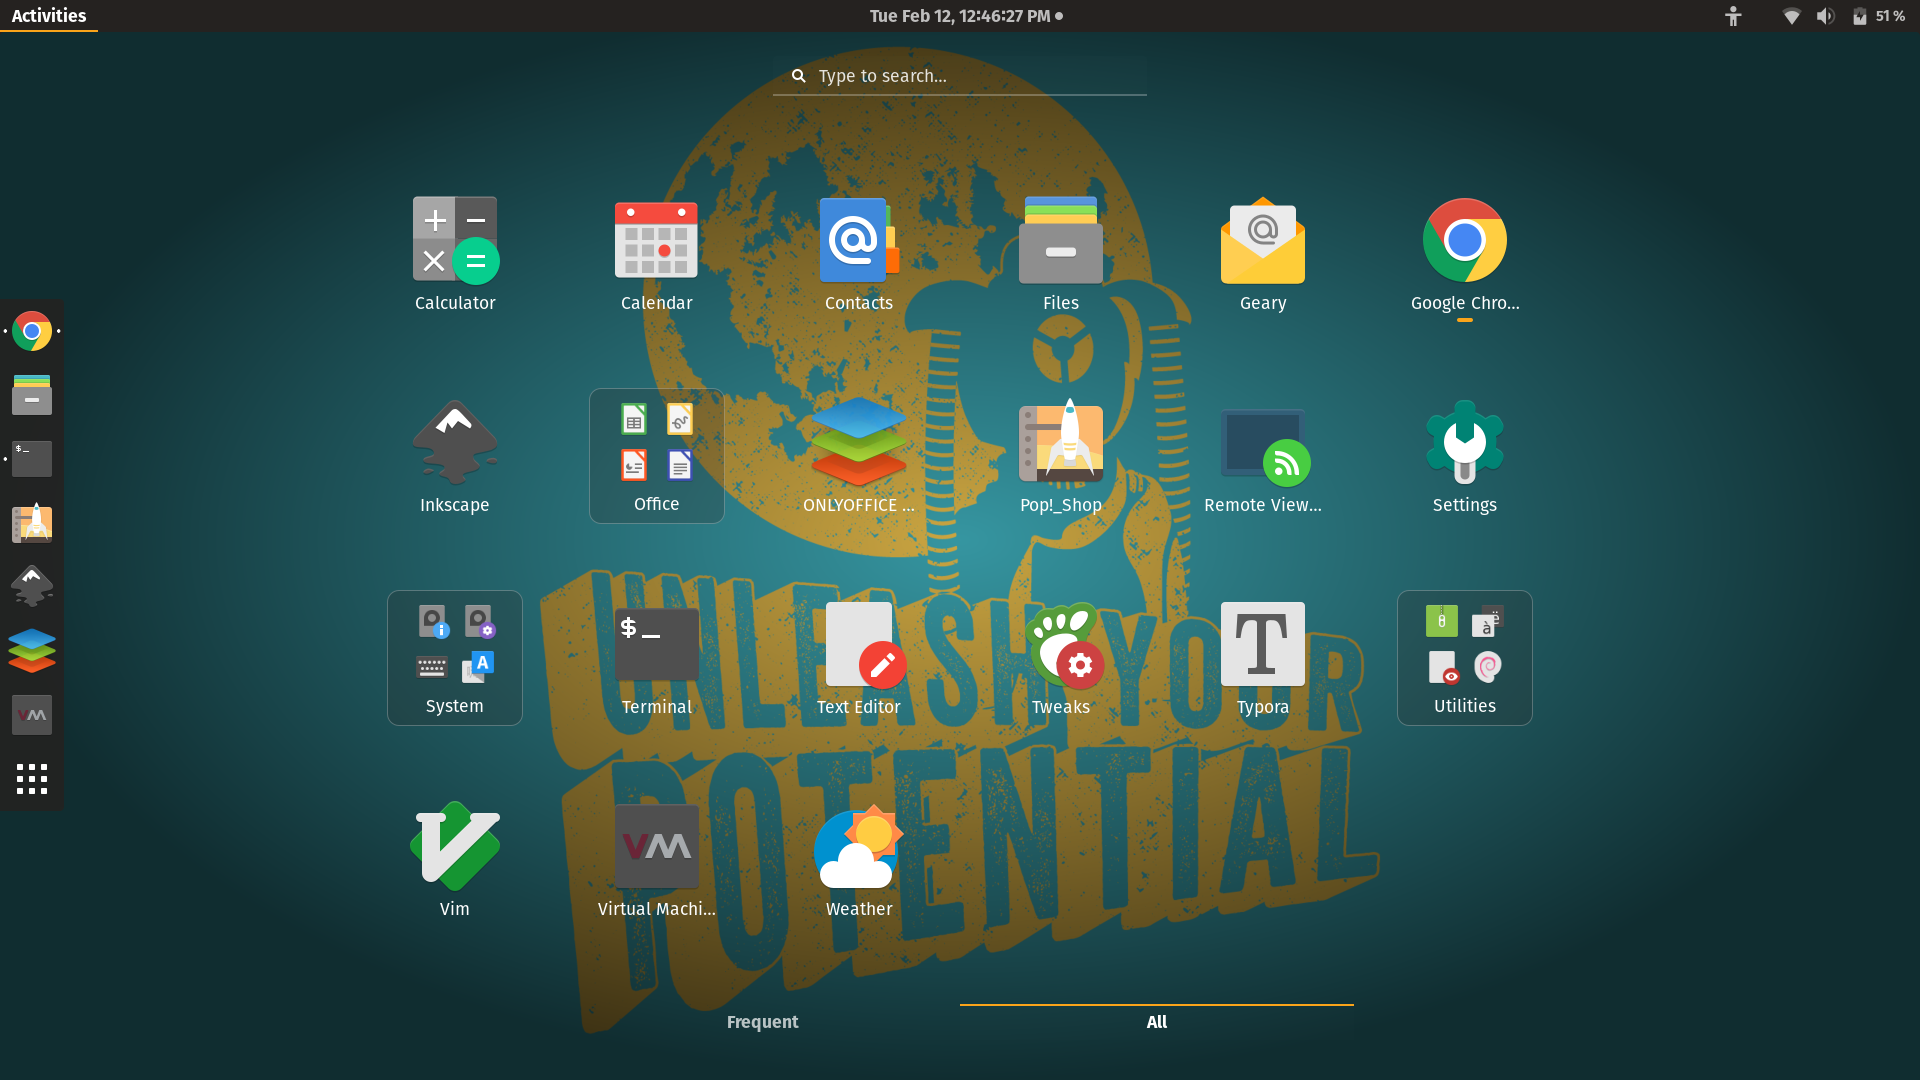 Activities
Tue Feb 12, 12:46:27 PM
51 %
Type to search...
Calculator
Calendar
Contacts
Files
Geary
Google Chro...
Inkscape
Office
ONLYOFFICE ...
Pop!_Shop
Remote View...
Settings
System
Terminal
Text Editor
Tweaks
Typora
Utilities
Vim
Virtual Machi...
Weather
UNLEASH YOUR
POTENTIAL
Frequent
All